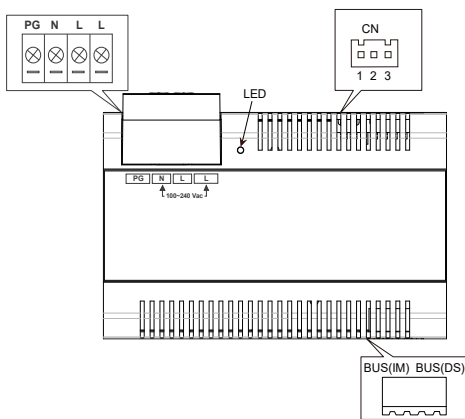 PG N L L
CN
1 2 3
LED
PG N L L
100~240 Vac
BUS(IM) BUS(DS)